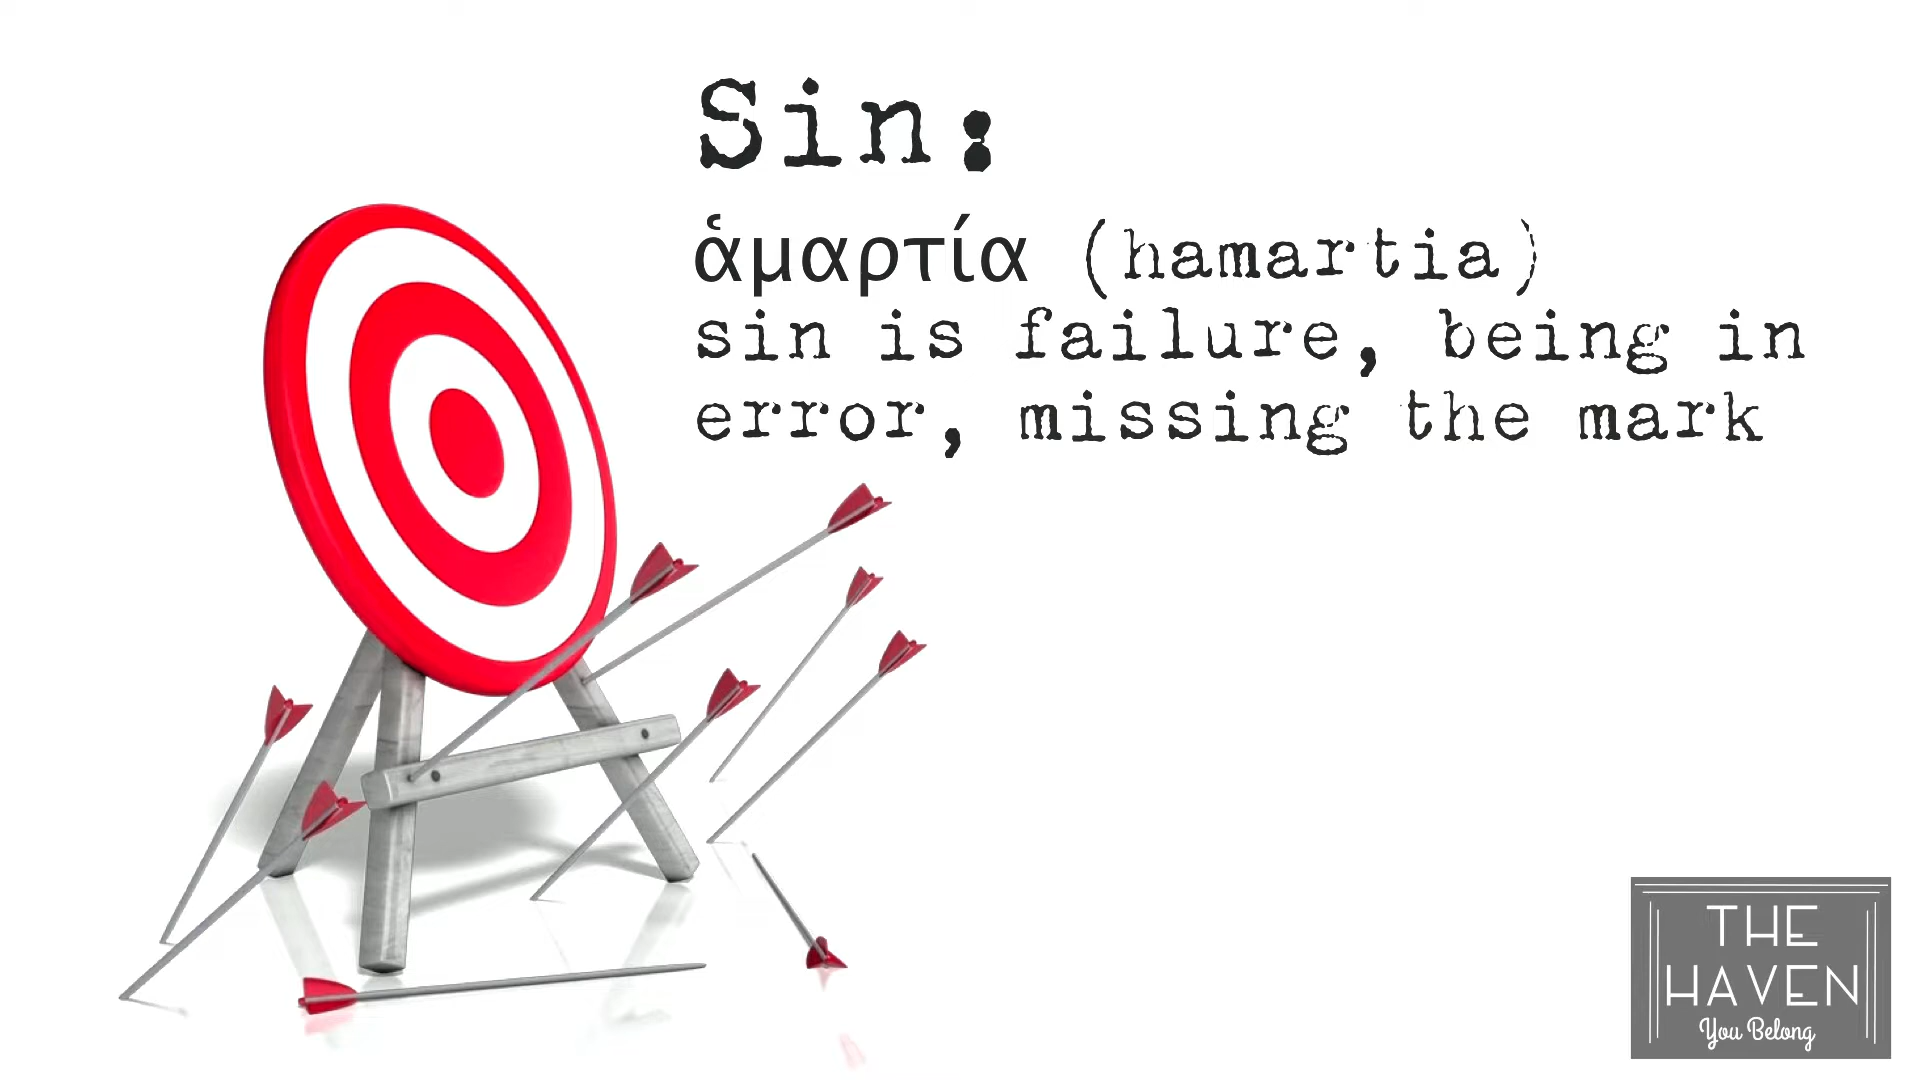 Sin:
ἁμαρτία (hamartia)
sin is failure, being in
error, missing the mark
THE
HAVEN
You Belong